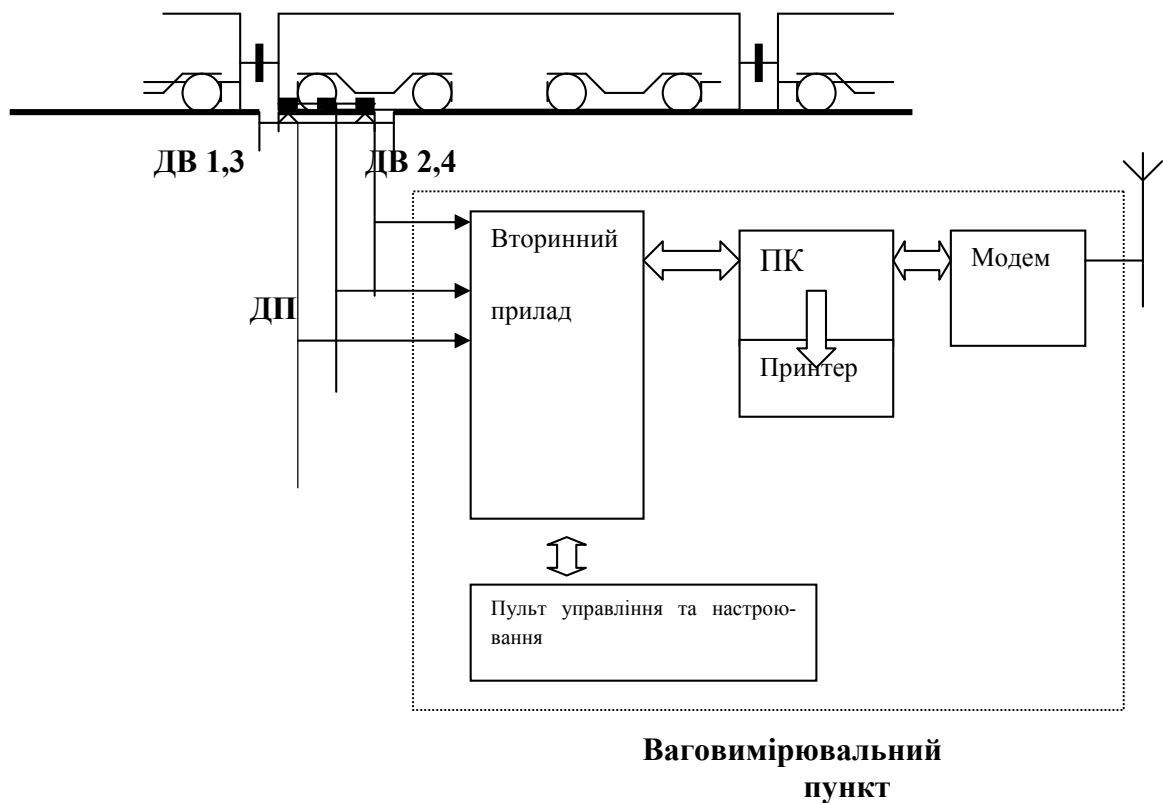 ДВ 1,3
ДВ 2,4
ДП
Вторинний
прилад
ПК
Принтер
Модем
Пульт управління та настрою-
вання
Ваговимірювальний
пункт